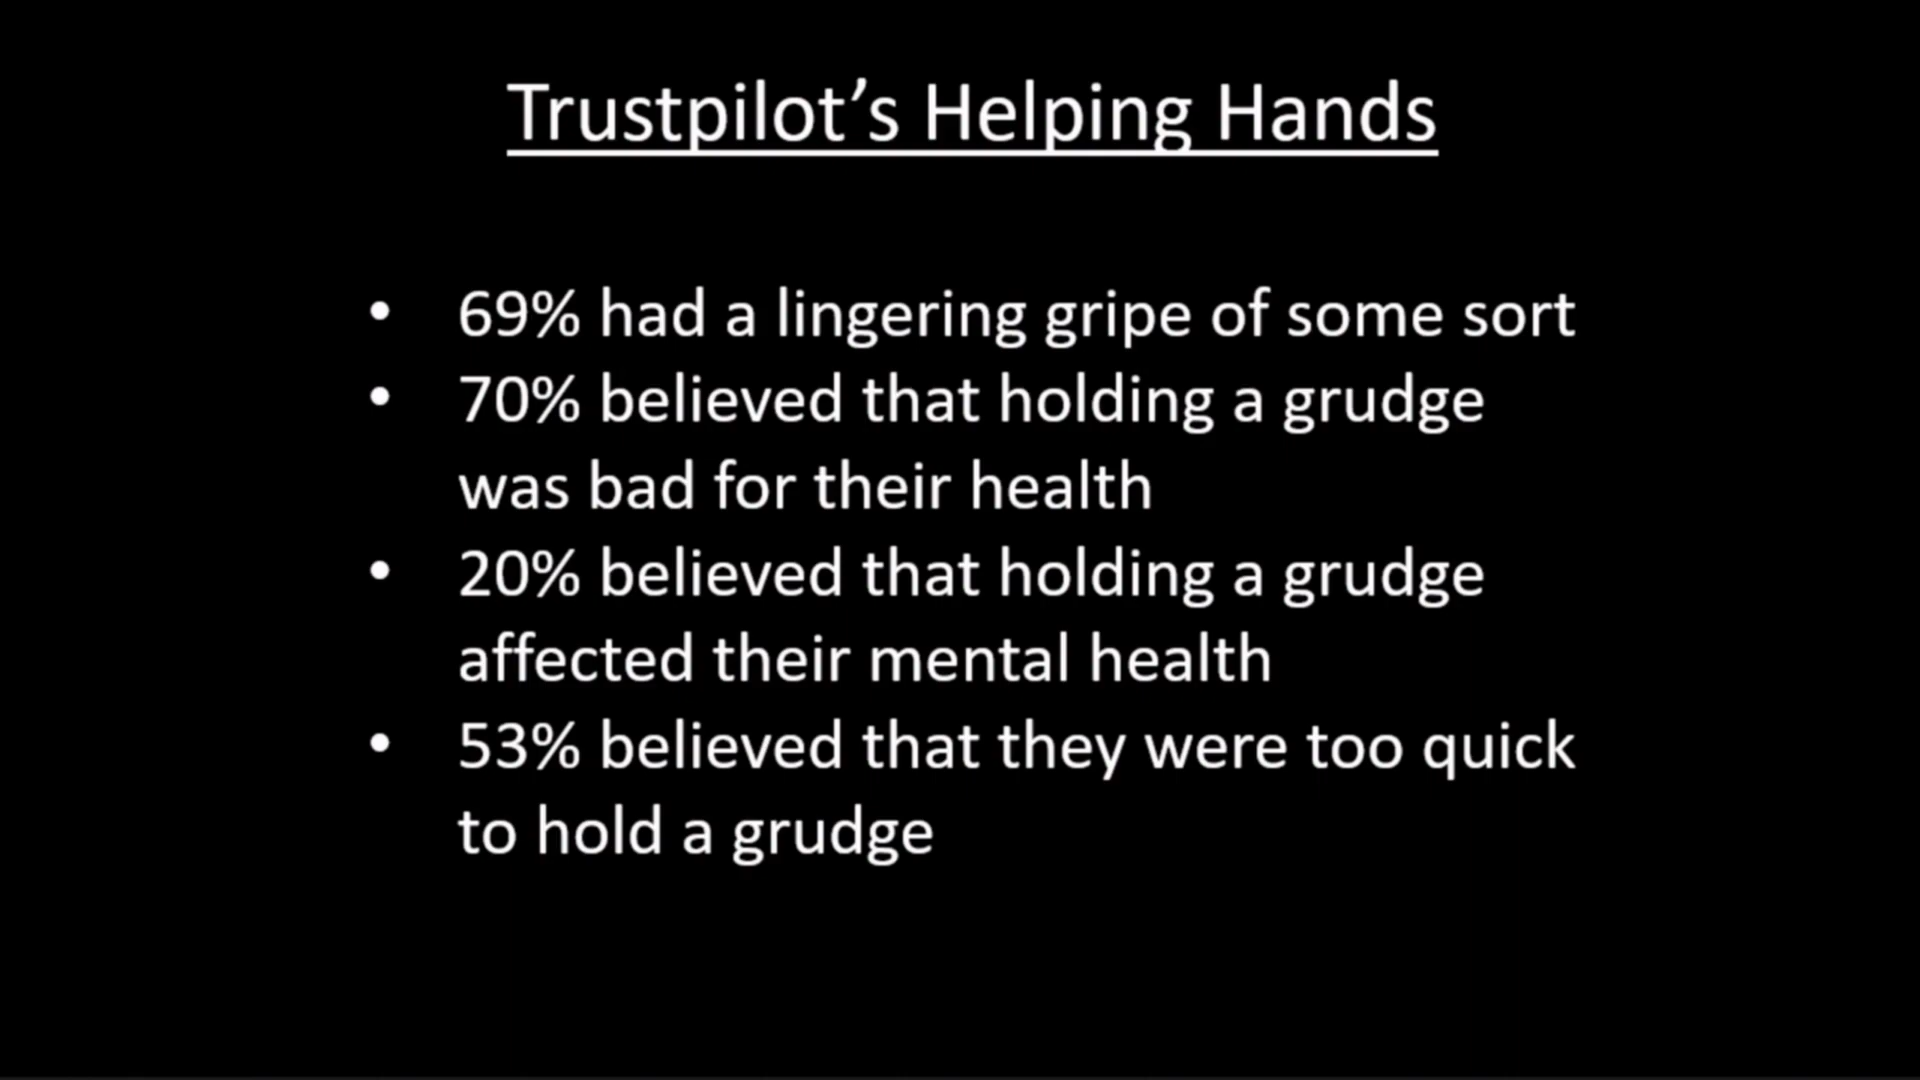 Trustpilot’s Helping Hands
• 69% had a lingering gripe of some sort
• 70% believed that holding a grudge
was bad for their health
• 20% believed that holding a grudge
affected their mental health
• 53% believed that they were too quick
to hold a grudge